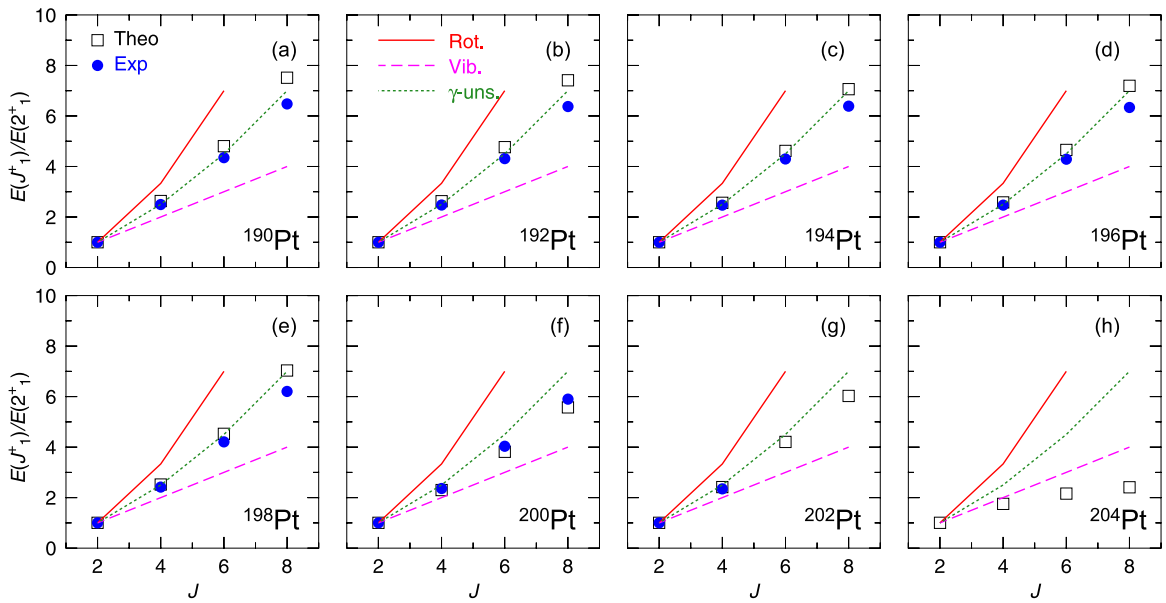 10
8
6
4
2
0
E(J⁺₁)/E(2⁺₁)
Theo
Exp
(a)
¹⁹⁰Pt
Rot.
Vib.
γ-uns.
(b)
¹⁹²Pt
(c)
¹⁹⁴Pt
(d)
¹⁹⁶Pt
10
8
6
4
2
0
E(J⁺₁)/E(2⁺₁)
(e)
¹⁹⁸Pt
(f)
²⁰⁰Pt
(g)
²⁰²Pt
(h)
²⁰⁴Pt
2 4 6 8
2 4 6 8
2 4 6 8
2 4 6 8
J
J
J
J